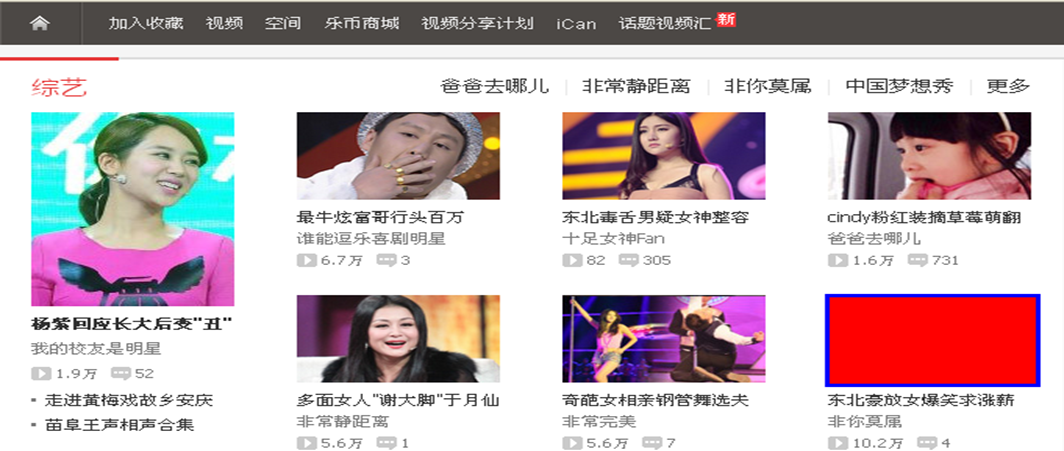 加入收藏 视频 空间 乐币商城 视频分享计划 iCan 话题视频汇 新
综艺 爸爸去哪儿 非常静距离 非你莫属 中国梦想秀 更多
杨紫回应长大后变"丑"
我的校友是明星
1.9万 52
走进黄梅戏故乡安庆
苗阜王声相声合集
最牛炫富哥行头百万
谁能逗乐喜剧明星
6.7万 3
东北毒舌男疑女神整容
十足女神Fan
82 305
cindy粉红装摘草莓萌翻
爸爸去哪儿
1.6万 731
多面女人"谢大脚"于月仙
非常静距离
5.6万 1
奇葩女相亲钢管舞选夫
非常完美
5.6万 7
东北豪放女爆笑求涨薪
非你莫属
10.2万 4